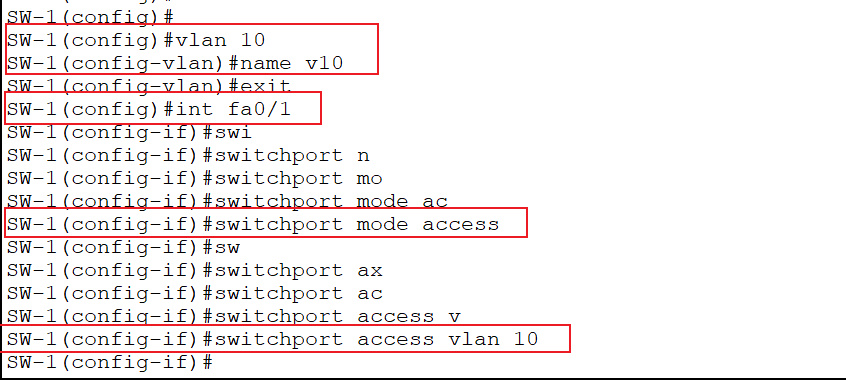 SW-1(config)#
SW-1(config)#vlan 10
SW-1(config-vlan)#name v10
SW-1(config-vlan)#exit
SW-1(config)#int fa0/1
SW-1(config-if)#swi
SW-1(config-if)#switchport n
SW-1(config-if)#switchport mo
SW-1(config-if)#switchport mode ac
SW-1(config-if)#switchport mode access
SW-1(config-if)#sw
SW-1(config-if)#switchport ax
SW-1(config-if)#switchport ac
SW-1(config-if)#switchport access v
SW-1(config-if)#switchport access vlan 10
SW-1(config-if)#